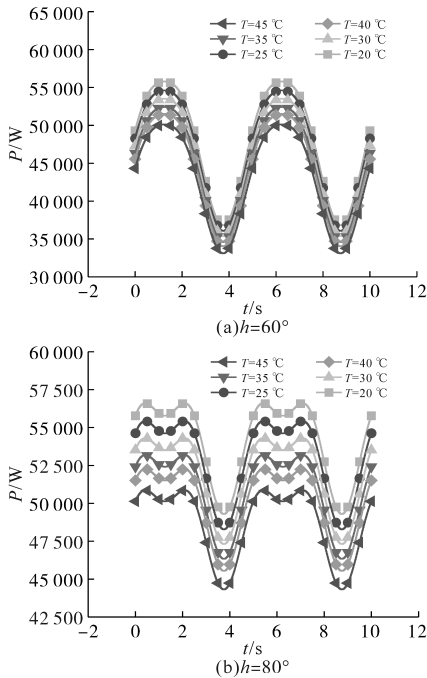 65 000
60 000
55 000
50 000
45 000
40 000
35 000
30 000
P/W
T=45 ℃
T=40 ℃
T=35 ℃
T=30 ℃
T=25 ℃
T=20 ℃
−2 0 2 4 6 8 10 12
t/s
(a)h=60°
60 000
57 500
55 000
52 500
50 000
47 500
45 000
42 500
P/W
T=45 ℃
T=40 ℃
T=35 ℃
T=30 ℃
T=25 ℃
T=20 ℃
−2 0 2 4 6 8 10 12
t/s
(b)h=80°